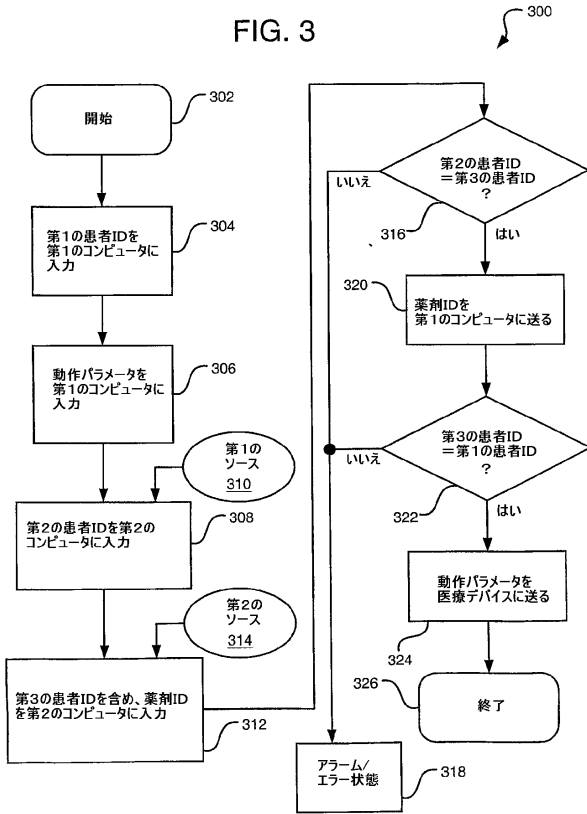 FIG. 3
300
開始
302
第1の患者IDを
第1のコンピュータに
入力
304
動作パラメータを
第1のコンピュータに
入力
306
第1の
ソース
310
第2の患者IDを第2の
コンピュータに入力
308
第2の
ソース
314
第3の患者IDを含め、薬剤ID
を第2のコンピュータに入力
312
第2の患者ID
＝第3の患者ID
?
いいえ
316
はい
320
薬剤IDを
第1のコンピュータに送る
第3の患者ID
＝第1の患者ID
?
いいえ
322
はい
動作パラメータを
医療デバイスに送る
324
326
終了
アラーム/
エラー状態
318